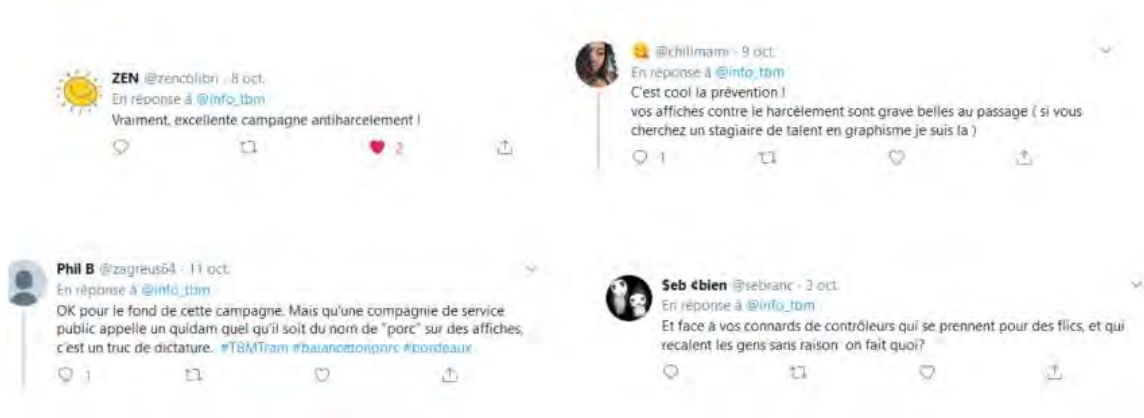 ZEN @zencolibri · 8 oct.
En réponse à @info_tbm
Vraiment, excellente campagne antiharcelement !
2
@chillmami · 9 oct.
En réponse à @info_tbm
C'est cool la prévention !
vos affiches contre le harcèlement sont grave belles au passage ( si vous
cherchez un stagiaire de talent en graphisme je suis la )
1
Phil B @zagreus64 · 11 oct.
En réponse à @info_tbm
OK pour le fond de cette campagne. Mais qu'une compagnie de service
public appelle un quidam quel qu'il soit du nom de "porc" sur des affiches,
c'est un truc de dictature. #TBMTram #balancetonporc #bordeaux
1
$eb ¢bien @sebranc · 3 oct.
En réponse à @info_tbm
Et face à vos connards de contrôleurs qui se prennent pour des flics, et qui
recalent les gens sans raison on fait quoi?